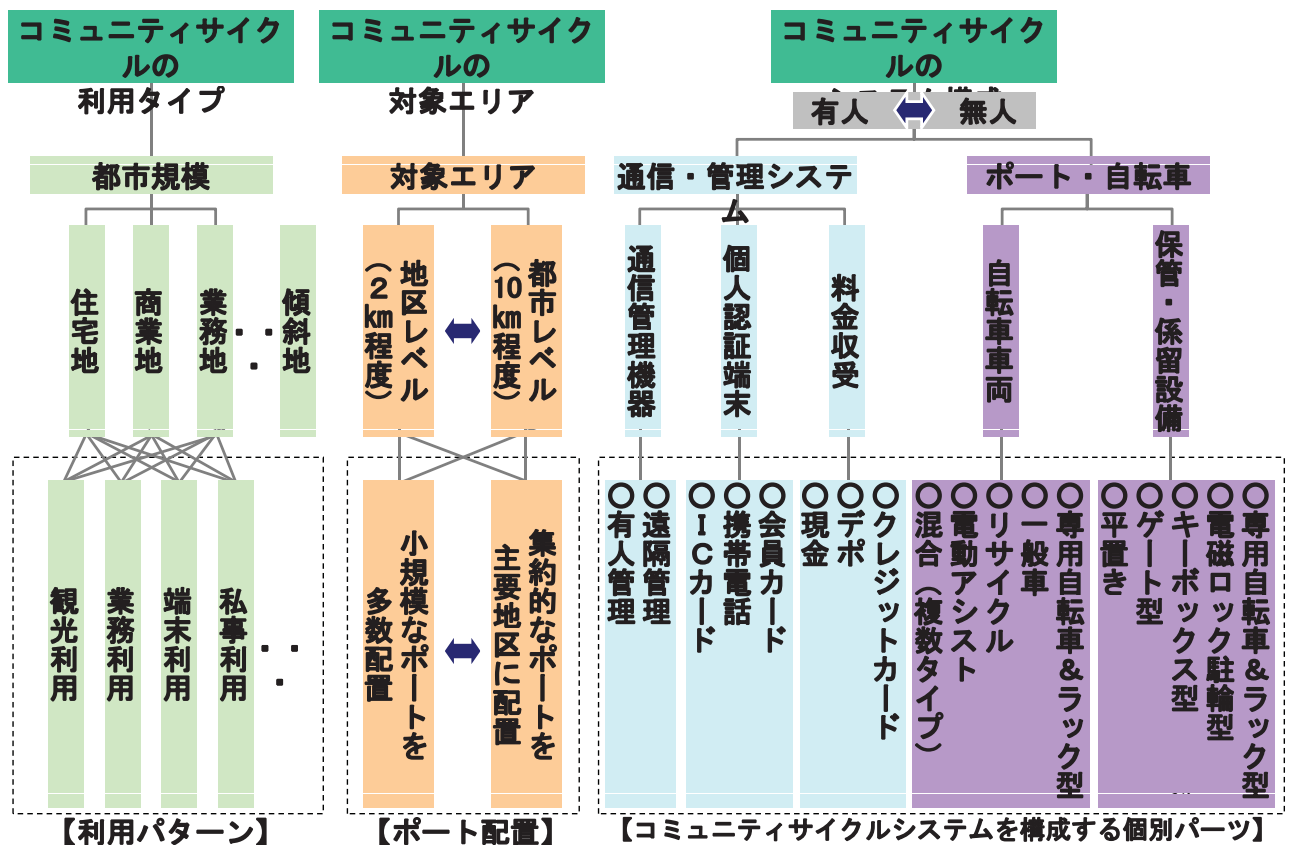 コミュニティサイク
ルの
利用タイプ
都市規模
住宅地
商業地
業務地
・・・
傾斜地
観光利用
業務利用
端末利用
私事利用
・・・
【利用パターン】
コミュニティサイク
ルの
対象エリア
対象エリア
地区レベル
(2km程度)
都市レベル
(10km程度)
小規模なポートを
多数配置
集約的なポートを
主要地区に配置
【ポート配置】
コミュニティサイク
ルの
システム構成
有人
無人
通信・管理システ
ム
通信管理機器
個人認証端末
料金収受
ポート・自転車
自転車車両
保管・係留設備
○遠隔管理
○有人管理
○会員カード
○携帯電話
○ICカード
○クレジットカード
○デポ
○現金
○専用自転車&ラック型
○一般車
○リサイクル
○電動アシスト
○混合(複数タイプ)
○専用自転車&ラック型
○電磁ロック駐輪型
○キーボックス型
○ゲート型
○平置き
【コミュニティサイクルシステムを構成する個別パーツ】